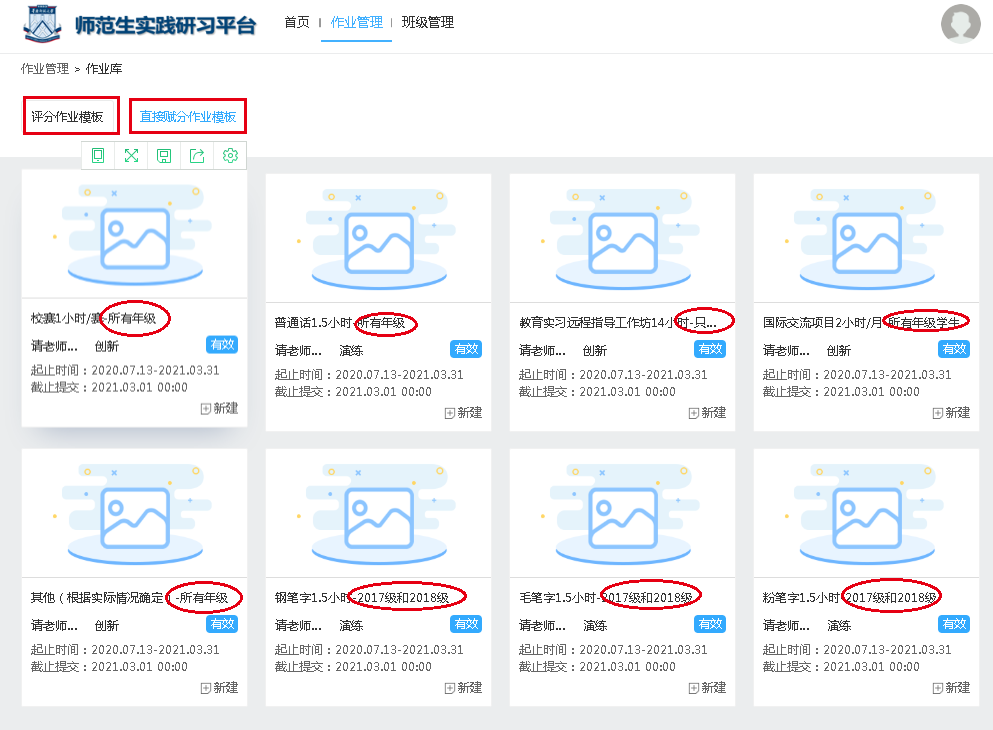 师范生实践研习平台
首页 | 作业管理 | 班级管理
作业管理 > 作业库
评分作业模板 直接赋分作业模板
校赛1小时/赛-所有年级
请老师... 创新 有效
起止时间：2020.07.13-2021.03.31
截止提交：2021.03.01 00:00
新建
普通话1.5小时-所有年级
请老师... 演练 有效
起止时间：2020.07.13-2021.03.31
截止提交：2021.03.01 00:00
新建
教育实习远程指导工作坊14小时-只...
请老师... 创新 有效
起止时间：2020.07.13-2021.03.31
截止提交：2021.03.01 00:00
新建
国际交流项目2小时/月-所有年级学生
请老师... 创新 有效
起止时间：2020.07.13-2021.03.31
截止提交：2021.03.01 00:00
新建
其他（根据实际情况确定）-所有年级
请老师... 创新 有效
起止时间：2020.07.13-2021.03.31
截止提交：2021.03.01 00:00
新建
钢笔字1.5小时-2017级和2018级
请老师... 演练 有效
起止时间：2020.07.13-2021.03.31
截止提交：2021.03.01 00:00
新建
毛笔字1.5小时-2017级和2018级
请老师... 演练 有效
起止时间：2020.07.13-2021.03.31
截止提交：2021.03.01 00:00
新建
粉笔字1.5小时-2017级和2018级
请老师... 演练 有效
起止时间：2020.07.13-2021.03.31
截止提交：2021.03.01 00:00
新建